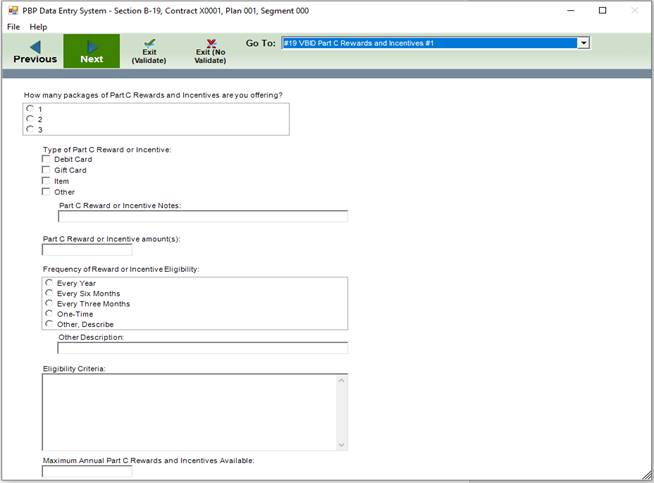 PBP Data Entry System - Section B-19, Contract X0001, Plan 001, Segment 000
File Help
Previous
Next
Exit
(Validate)
Exit (No
Validate)
Go To:
#19 VBID Part C Rewards and Incentives #1
How many packages of Part C Rewards and Incentives are you offering?
1
2
3
Type of Part C Reward or Incentive:
Debit Card
Gift Card
Item
Other
Part C Reward or Incentive Notes:
Part C Reward or Incentive amount(s):
Frequency of Reward or Incentive Eligibility:
Every Year
Every Six Months
Every Three Months
One-Time
Other, Describe
Other Description:
Eligibility Criteria:
Maximum Annual Part C Rewards and Incentives Available: